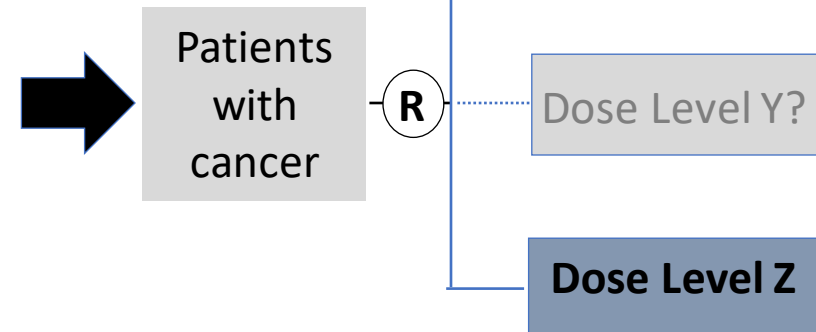 Patients
with
cancer
R
Dose Level Y?
Dose Level Z